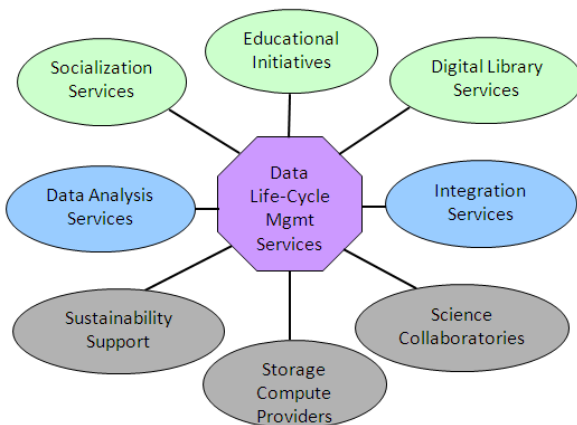 Educational
Initiatives
Socialization
Services
Digital Library
Services
Data
Life-Cycle
Mgmt
Services
Data Analysis
Services
Integration
Services
Sustainability
Support
Science
Collaboratories
Storage
Compute
Providers